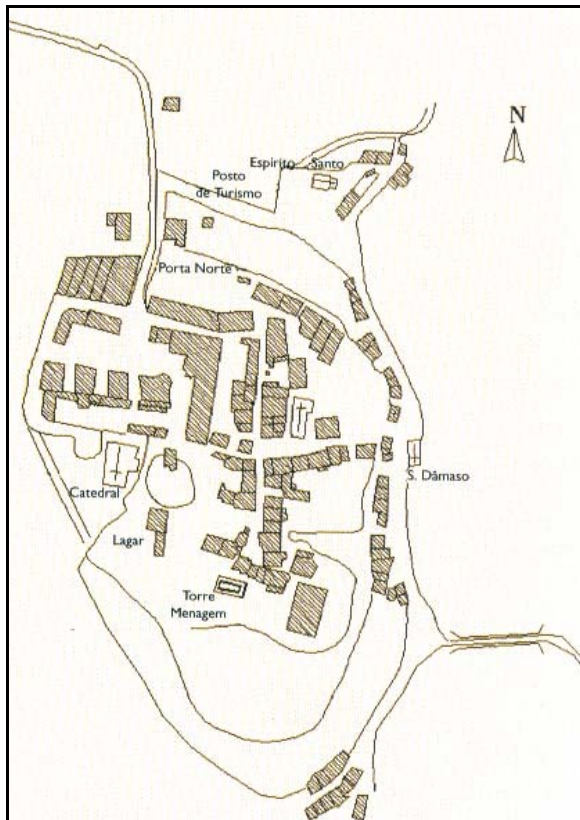 N
Espirito Santo
Posto
de Turismo
Porta Norte
S. Dâmaso
Catedral
Lagar
Torre
Menagem